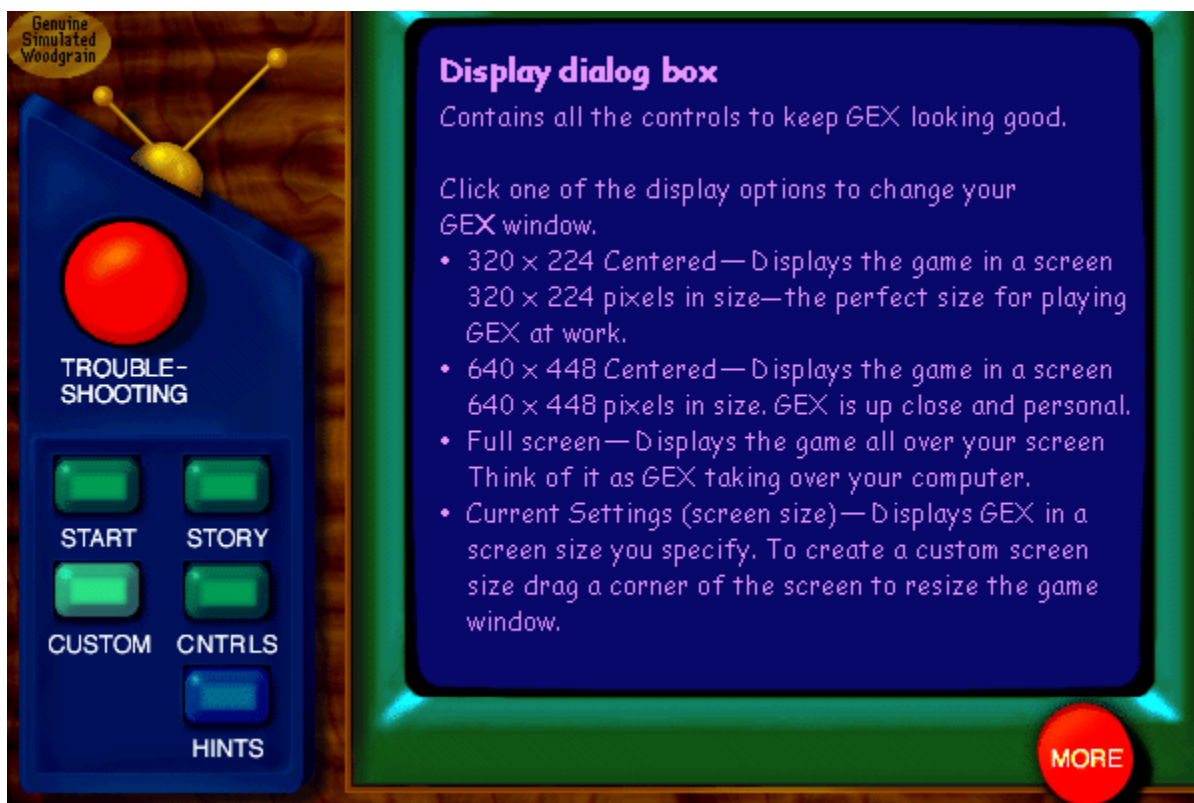 Genuine
Simulated
Woodgrain
TROUBLE-
SHOOTING
START
STORY
CUSTOM
CNTRLS
HINTS
Display dialog box
Contains all the controls to keep GEX looking good.
Click one of the display options to change your
GEX window.
• 320 × 224 Centered—Displays the game in a screen
320 × 224 pixels in size—the perfect size for playing
GEX at work.
• 640 × 448 Centered—Displays the game in a screen
640 × 448 pixels in size. GEX is up close and personal.
• Full screen—Displays the game all over your screen
Think of it as GEX taking over your computer.
• Current Settings (screen size)—Displays GEX in a
screen size you specify. To create a custom screen
size drag a corner of the screen to resize the game
window.
MORE